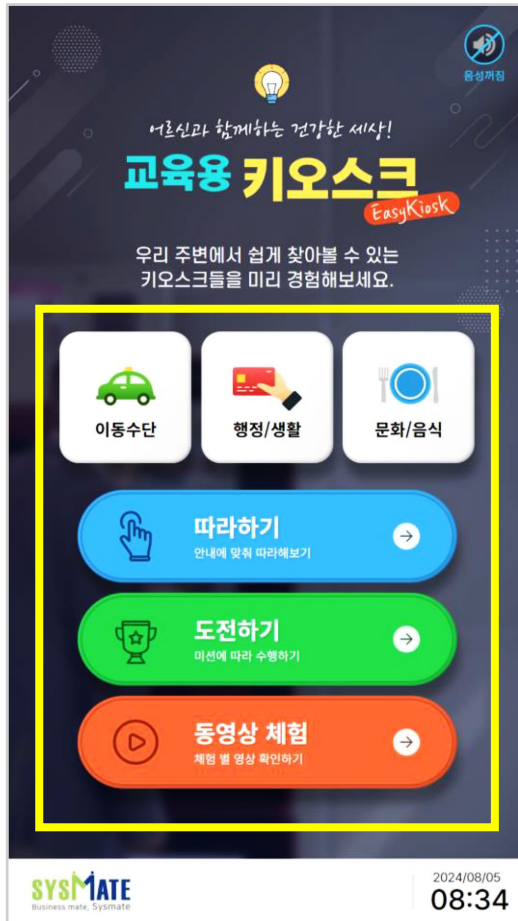 음성꺼짐
어르신과 함께하는 건강한 세상!
교육용 키오스크
EasyKiosk
우리 주변에서 쉽게 찾아볼 수 있는
키오스크들을 미리 경험해보세요.
이동수단
행정/생활
문화/음식
따라하기
안내에 맞춰 따라해보기
도전하기
미션에 따라 수행하기
동영상 체험
체험 별 영상 확인하기
SYSMATE
Business mate, Sysmate
2024/08/05
08:34